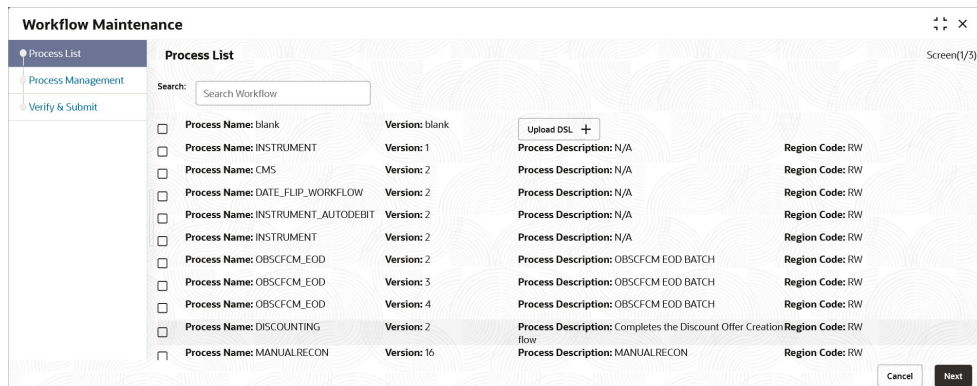 Workflow Maintenance
Process List
Process Management
Verify & Submit
Process List
Screen(1/3)
Search:
Search Workflow
Process Name: blank Version: blank Upload DSL +
Process Name: INSTRUMENT Version: 1 Process Description: N/A Region Code: RW
Process Name: CMS Version: 2 Process Description: N/A Region Code: RW
Process Name: DATE_FLIP_WORKFLOW Version: 2 Process Description: N/A Region Code: RW
Process Name: INSTRUMENT_AUTODEBIT Version: 2 Process Description: N/A Region Code: RW
Process Name: INSTRUMENT Version: 2 Process Description: N/A Region Code: RW
Process Name: OBSCFCM_EOD Version: 2 Process Description: OBSCFCM EOD BATCH Region Code: RW
Process Name: OBSCFCM_EOD Version: 3 Process Description: OBSCFCM EOD BATCH Region Code: RW
Process Name: OBSCFCM_EOD Version: 4 Process Description: OBSCFCM EOD BATCH Region Code: RW
Process Name: DISCOUNTING Version: 2 Process Description: Completes the Discount Offer Creation Region Code: RW
flow
Process Name: MANUALRECON Version: 16 Process Description: MANUALRECON Region Code: RW
Cancel Next